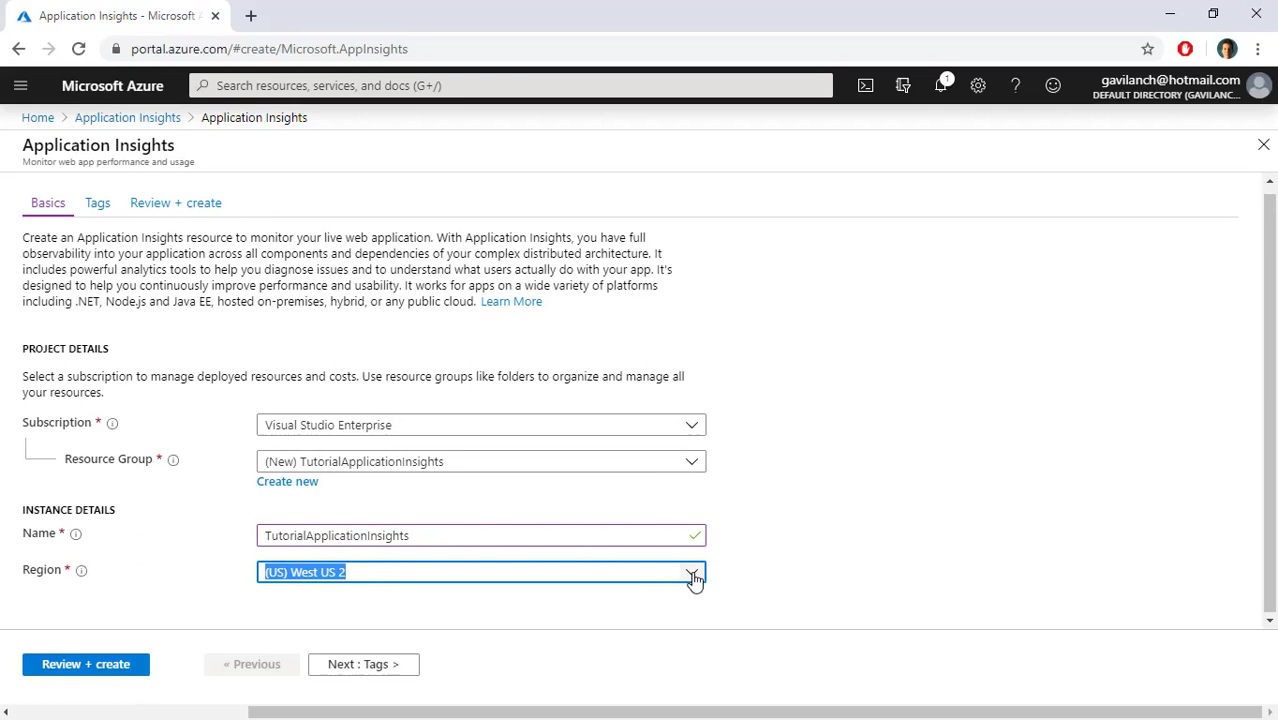 Application Insights - Microsoft
portal.azure.com/#create/Microsoft.AppInsights
Microsoft Azure
Search resources, services, and docs (G+/)
1
gavilanch@hotmail.com
DEFAULT DIRECTORY (GAVILANC...
Home > Application Insights > Application Insights
Application Insights
Monitor web app performance and usage
Basics Tags Review + create
Create an Application Insights resource to monitor your live web application. With Application Insights, you have full
observability into your application across all components and dependencies of your complex distributed architecture. It
includes powerful analytics tools to help you diagnose issues and to understand what users actually do with your app. It's
designed to help you continuously improve performance and usability. It works for apps on a wide variety of platforms
including .NET, Node.js and Java EE, hosted on-premises, hybrid, or any public cloud. Learn More
PROJECT DETAILS
Select a subscription to manage deployed resources and costs. Use resource groups like folders to organize and manage all
your resources.
Subscription * Visual Studio Enterprise
Resource Group * (New) TutorialApplicationInsights
Create new
INSTANCE DETAILS
Name * TutorialApplicationInsights
Region * (US) West US 2
Review + create « Previous Next : Tags >